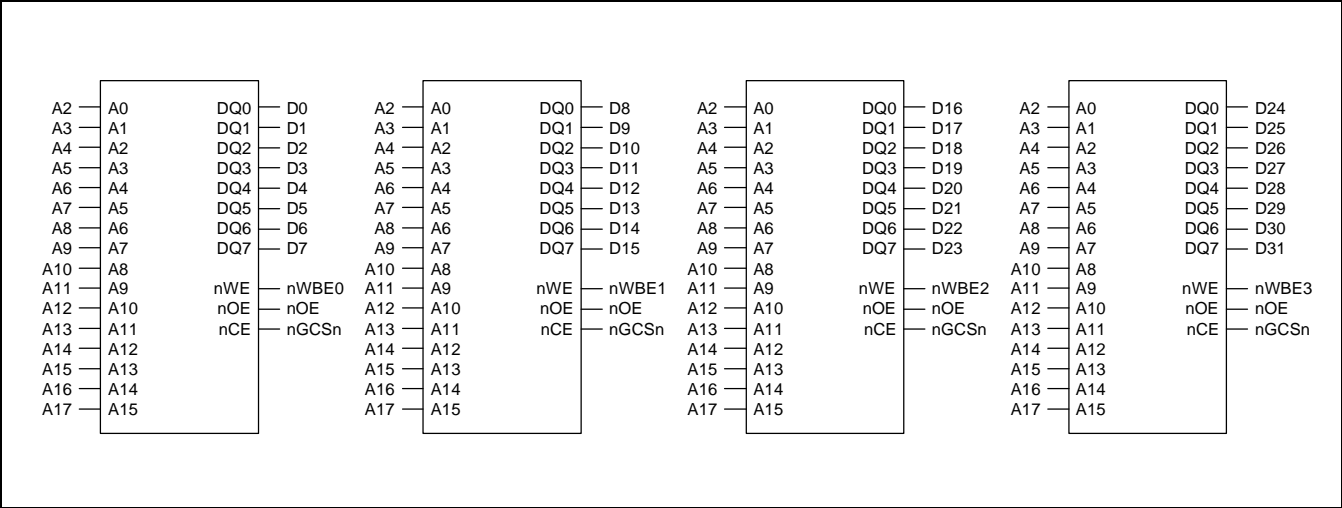 A2 A0 DQ0 D0 A2 A0 DQ0 D8 A2 A0 DQ0 D16 A2 A0 DQ0 D24
A3 A1 DQ1 D1 A3 A1 DQ1 D9 A3 A1 DQ1 D17 A3 A1 DQ1 D25
A4 A2 DQ2 D2 A4 A2 DQ2 D10 A4 A2 DQ2 D18 A4 A2 DQ2 D26
A5 A3 DQ3 D3 A5 A3 DQ3 D11 A5 A3 DQ3 D19 A5 A3 DQ3 D27
A6 A4 DQ4 D4 A6 A4 DQ4 D12 A6 A4 DQ4 D20 A6 A4 DQ4 D28
A7 A5 DQ5 D5 A7 A5 DQ5 D13 A7 A5 DQ5 D21 A7 A5 DQ5 D29
A8 A6 DQ6 D6 A8 A6 DQ6 D14 A8 A6 DQ6 D22 A8 A6 DQ6 D30
A9 A7 DQ7 D7 A9 A7 DQ7 D15 A9 A7 DQ7 D23 A9 A7 DQ7 D31
A10 A8 A10 A8 A10 A8 A10 A8
A11 A9 nWE nWBE0 A11 A9 nWE nWBE1 A11 A9 nWE nWBE2 A11 A9 nWE nWBE3
A12 A10 nOE nOE A12 A10 nOE nOE A12 A10 nOE nOE A12 A10 nOE nOE
A13 A11 nCE nGCSn A13 A11 nCE nGCSn A13 A11 nCE nGCSn A13 A11 nCE nGCSn
A14 A12 A14 A12 A14 A12 A14 A12
A15 A13 A15 A13 A15 A13 A15 A13
A16 A14 A16 A14 A16 A14 A16 A14
A17 A15 A17 A15 A17 A15 A17 A15